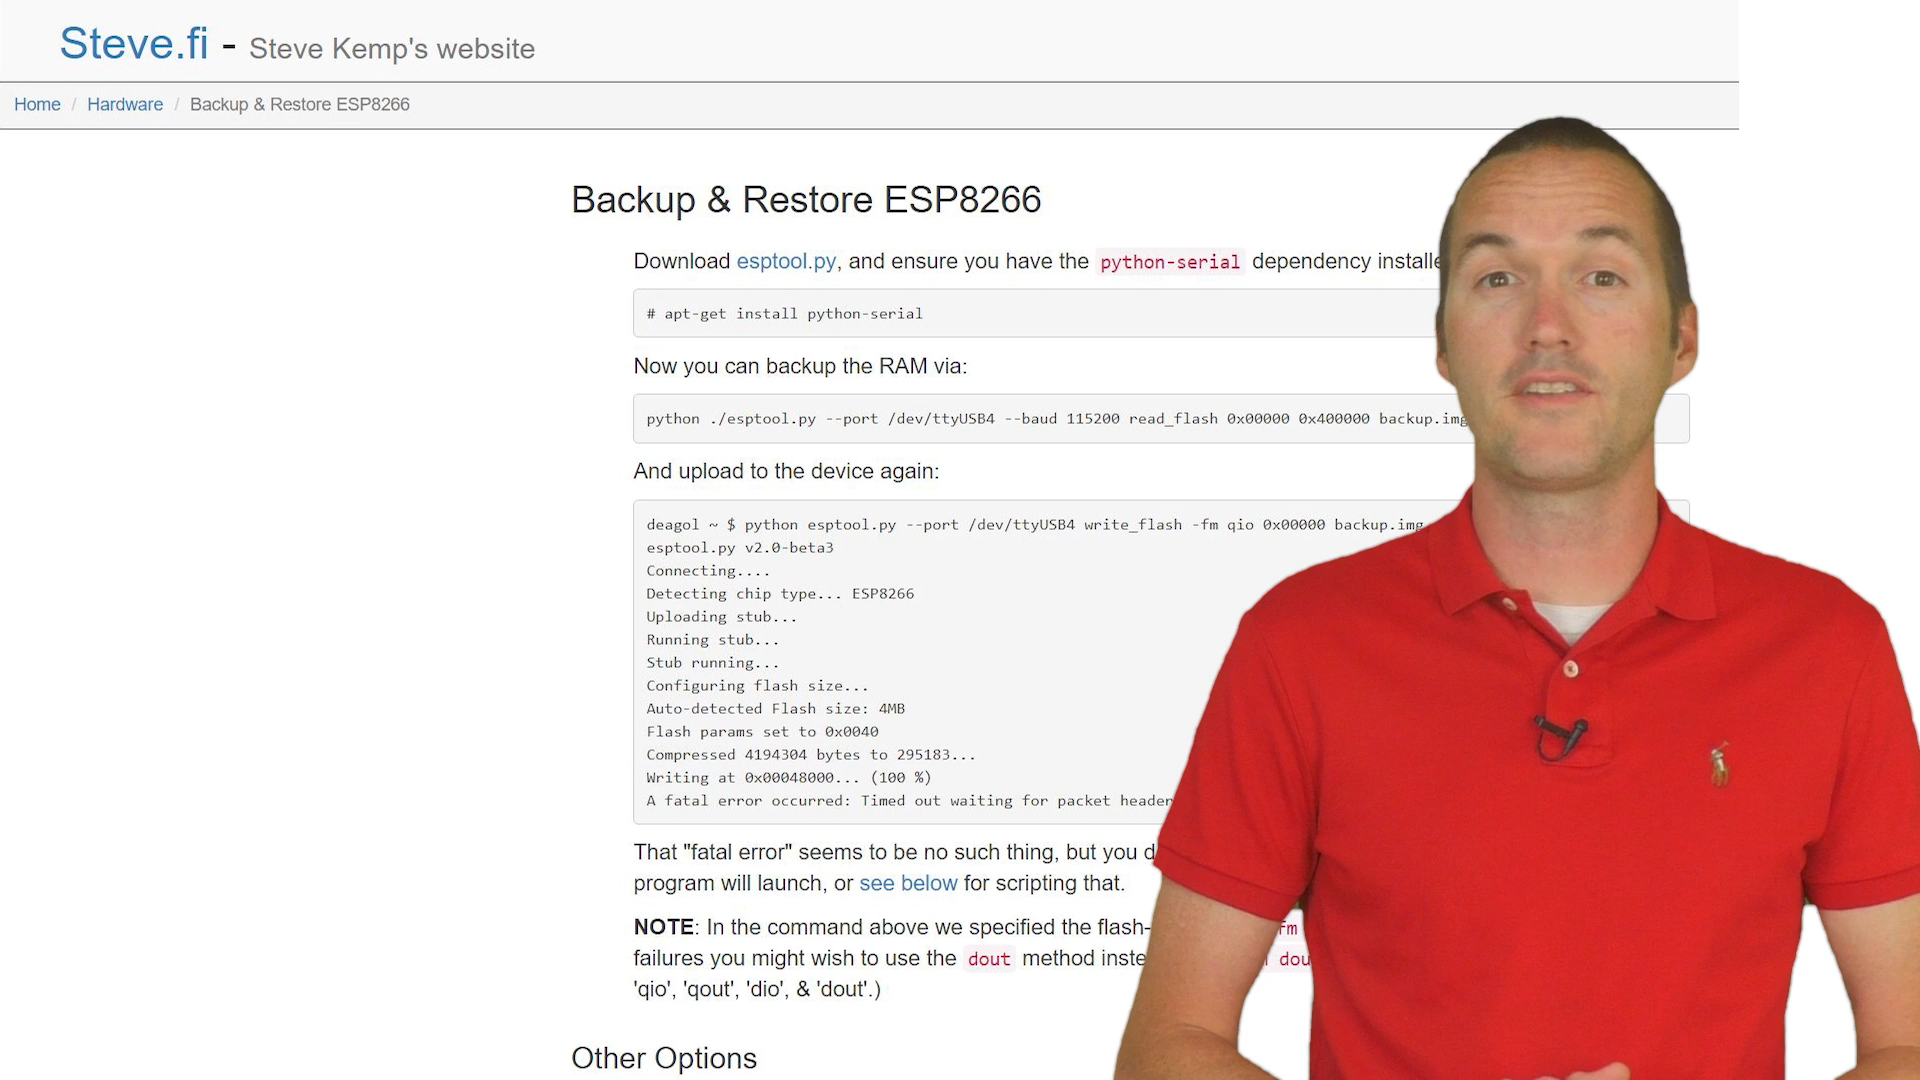 Steve.fi - Steve Kemp's website
Home / Hardware / Backup & Restore ESP8266
Backup & Restore ESP8266
Download esptool.py, and ensure you have the python-serial dependency
# apt-get install python-serial
Now you can backup the RAM via:
python ./esptool.py --port /dev/ttyUSB4 --baud 115200 read_flash 0x00000 0x400000 backup.img
And upload to the device again:
deagol ~ $ python esptool.py --port /dev/ttyUSB4 write_flash -fm qio 0x00000 backup.img
esptool.py v2.0-beta3
Connecting....
Detecting chip type... ESP8266
Uploading stub...
Running stub...
Stub running...
Configuring flash size...
Auto-detected Flash size: 4MB
Flash params set to 0x0040
Compressed 4194304 bytes to 295183...
Writing at 0x00048000... (100 %)
A fatal error occurred: Timed out waiting for packet header
That "fatal error" seems to be no such thing, but you
program will launch, or see below for scripting that.
NOTE: In the command above we specified the flash-
failures you might wish to use the dout method
'qio', 'qout', 'dio', & 'dout'.)
Other Options